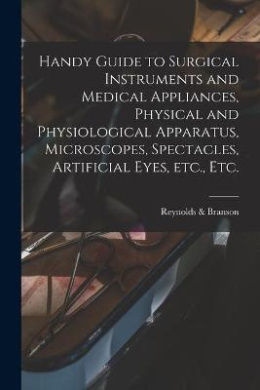 Handy Guide to Surgical
Instruments and
Medical Appliances,
Physical and
Physiological Apparatus,
Microscopes, Spectacles,
Artificial Eyes, etc., Etc.
Reynolds & Branson